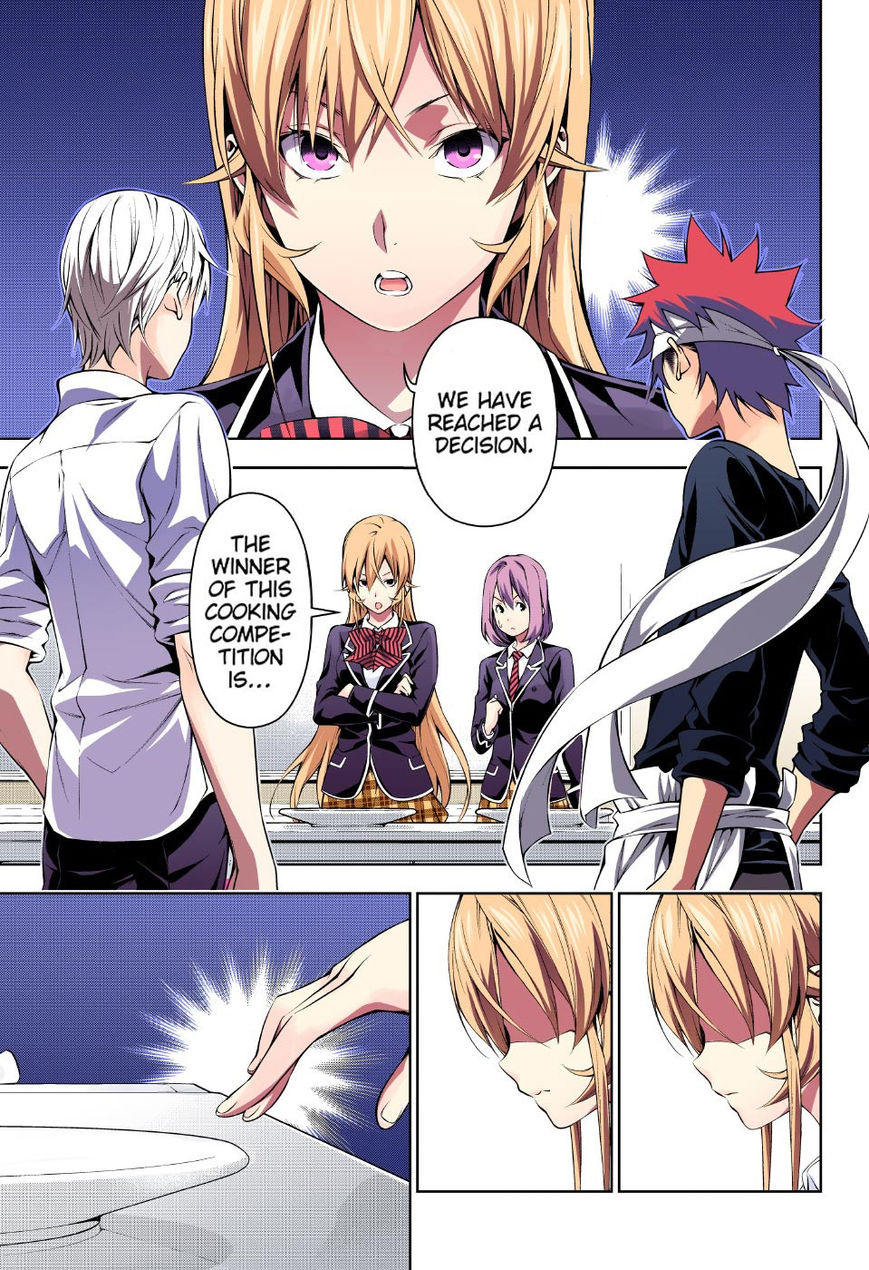 WE HAVE
REACHED A
DECISION.
THE
WINNER
OF THIS
COOKING
COMPE-
TITION
IS...